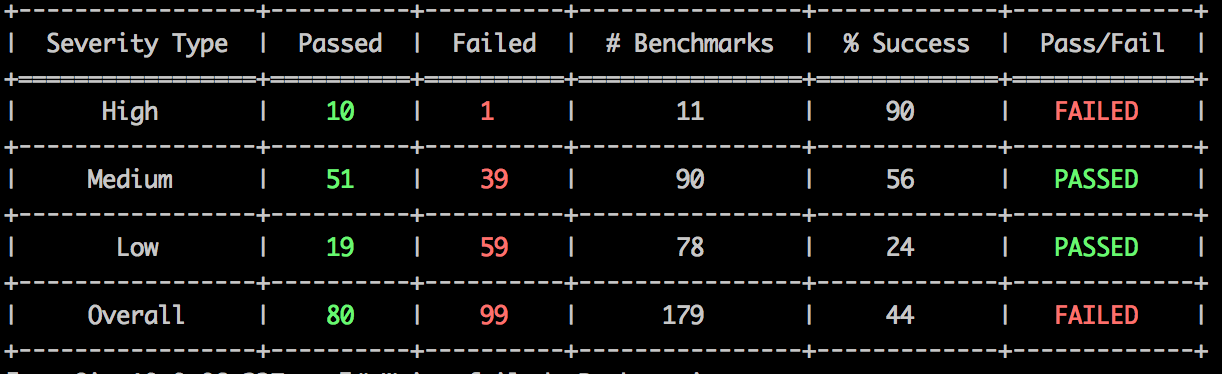 Severity Type | Passed | Failed | # Benchmarks | % Success | Pass/Fail
High | 10 | 1 | 11 | 90 | FAILED
Medium | 51 | 39 | 90 | 56 | PASSED
Low | 19 | 59 | 78 | 24 | PASSED
Overall | 80 | 99 | 179 | 44 | FAILED